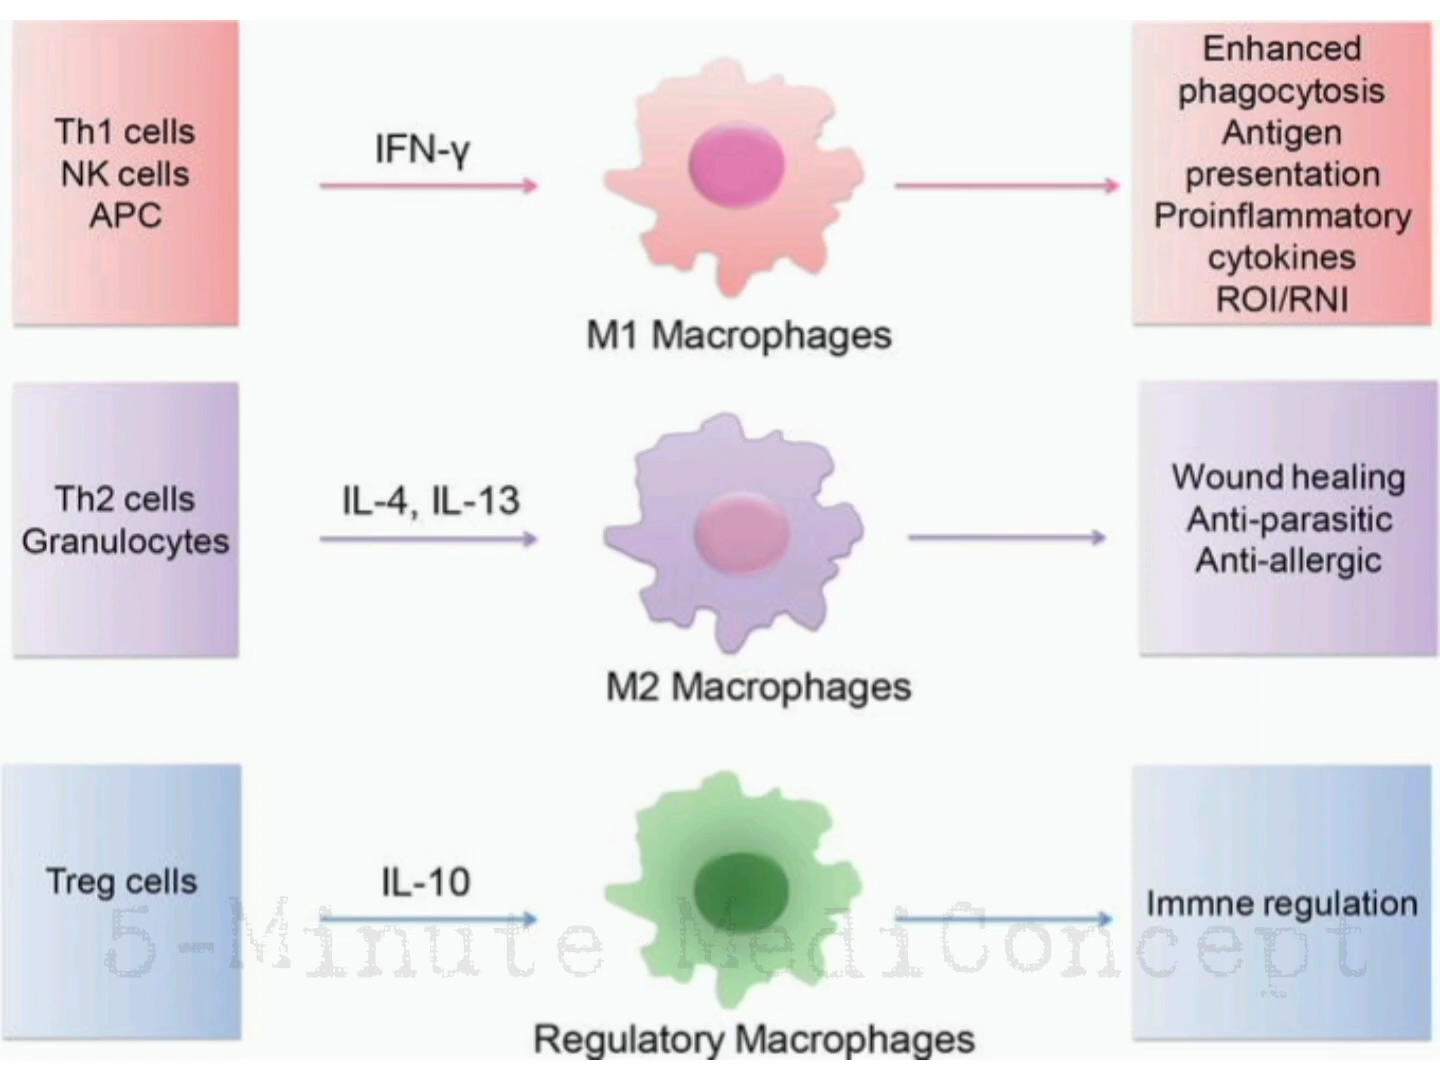 Th1 cells
NK cells
APC
IFN-γ
M1 Macrophages
Enhanced
phagocytosis
Antigen
presentation
Proinflammatory
cytokines
ROI/RNI
Th2 cells
Granulocytes
IL-4, IL-13
M2 Macrophages
Wound healing
Anti-parasitic
Anti-allergic
Treg cells
IL-10
Regulatory Macrophages
Immne regulation
5-Minute MediConcept